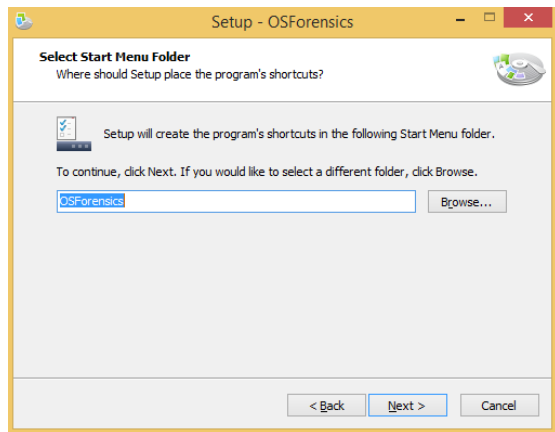 Setup - OSForensics
Select Start Menu Folder
Where should Setup place the program's shortcuts?
Setup will create the program's shortcuts in the following Start Menu folder.
To continue, click Next. If you would like to select a different folder, click Browse.
OSForensics
Browse...
< Back
Next >
Cancel